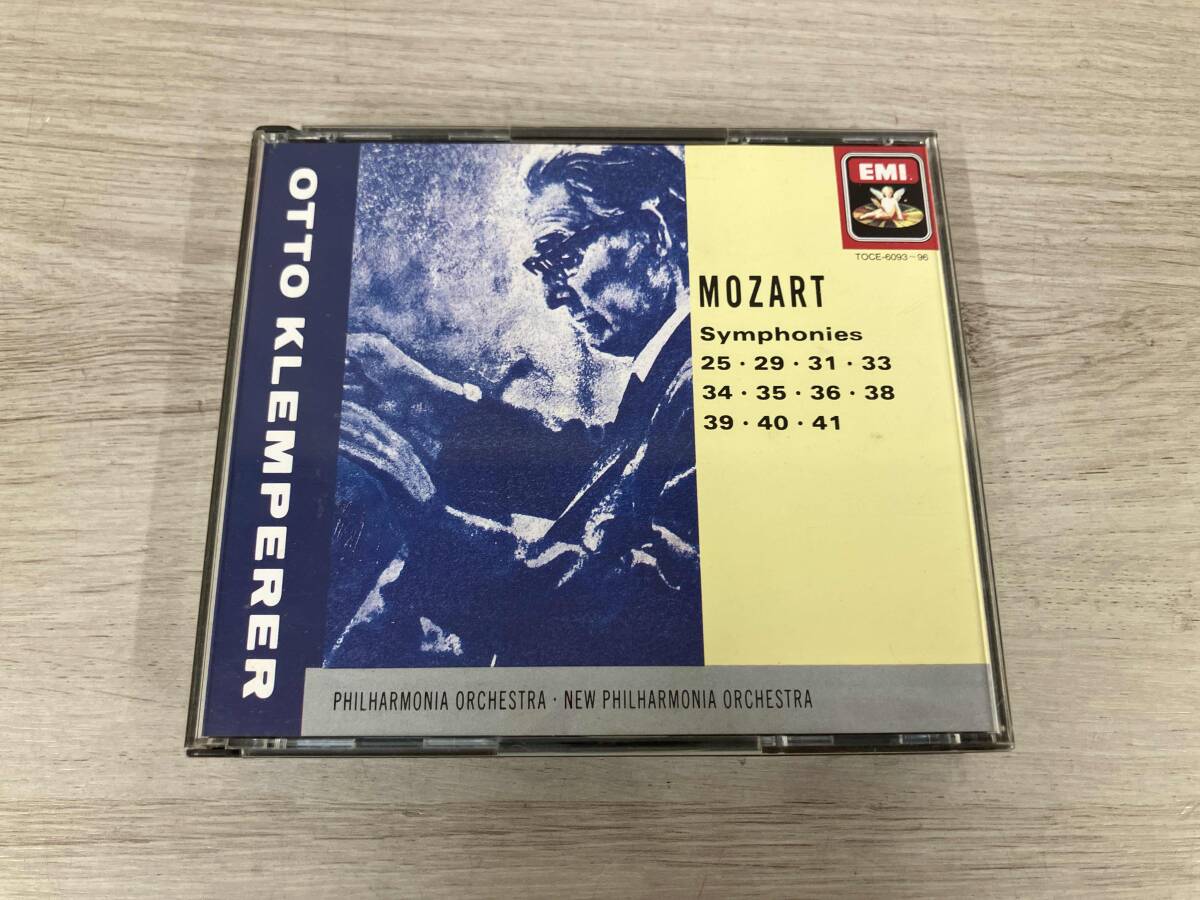 OTTO KLEMPERER
EMI
TOCE-6093~96
MOZART
Symphonies
25・29・31・33
34・35・36・38
39・40・41
PHILHARMONIA ORCHESTRA・NEW PHILHARMONIA ORCHESTRA